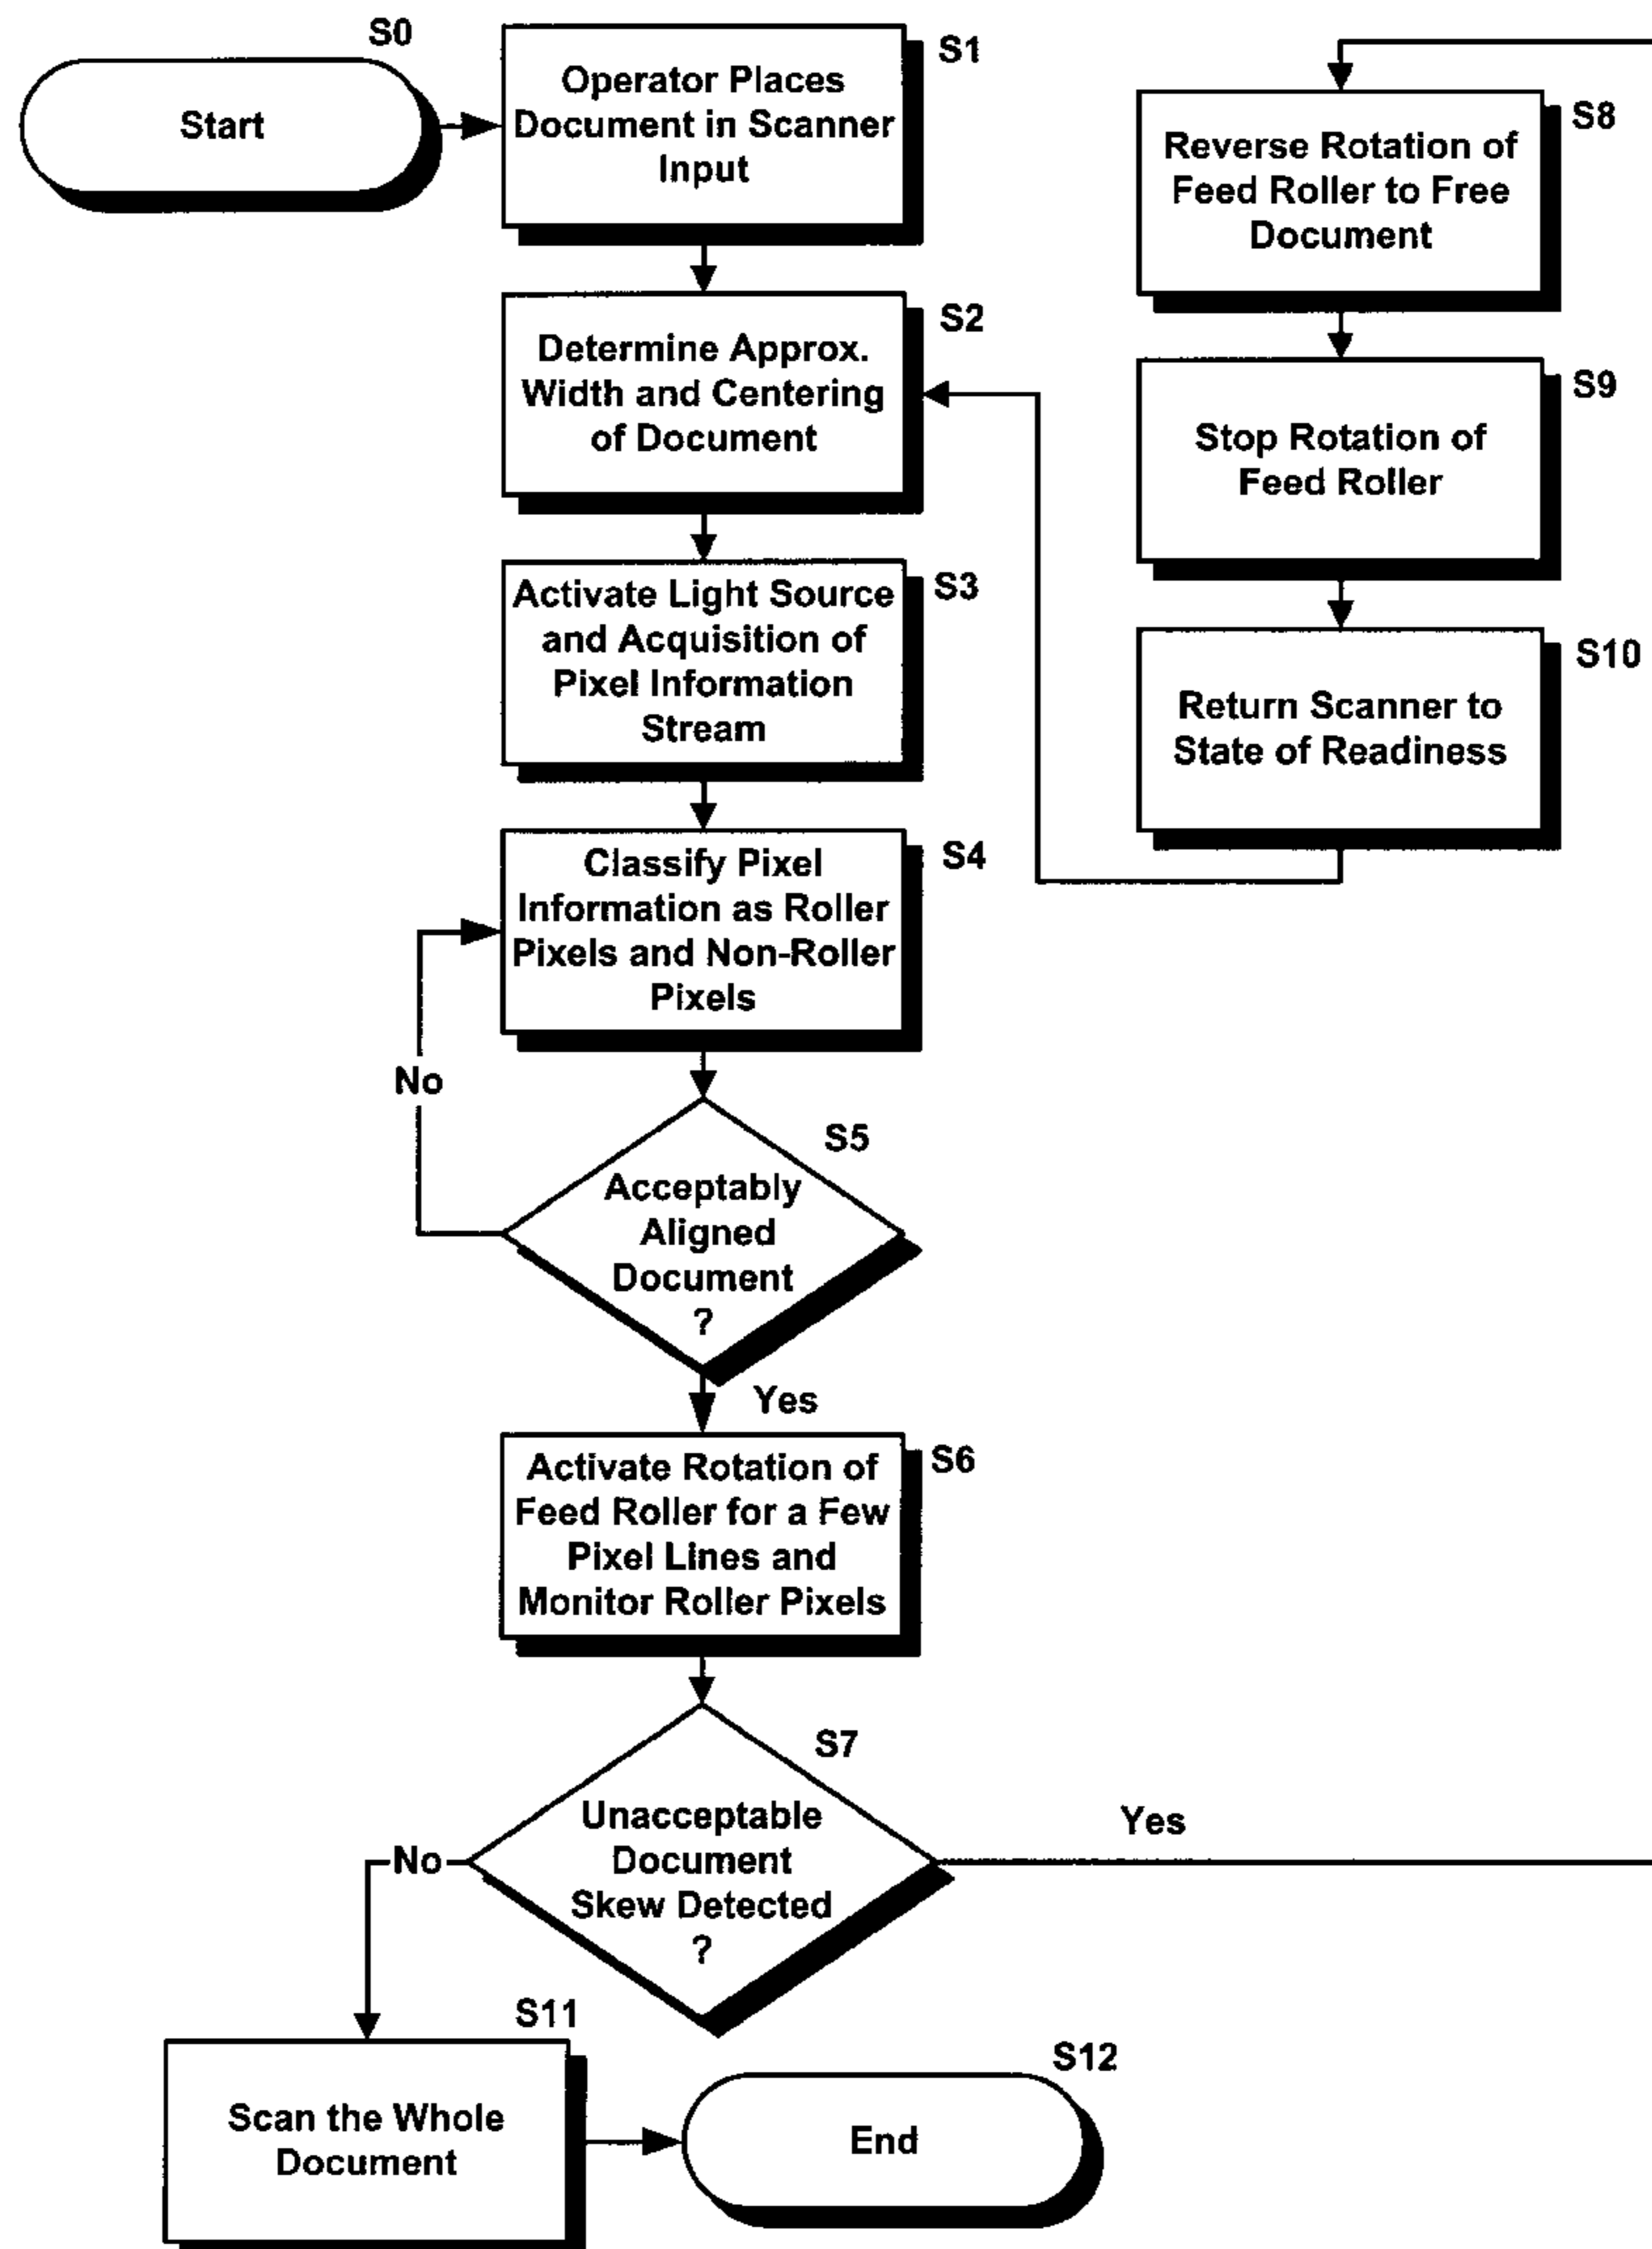 S0
Start
S1
Operator Places
Document in Scanner
Input
S2
Determine Approx.
Width and Centering
of Document
S3
Activate Light Source
and Acquisition of
Pixel Information
Stream
S4
Classify Pixel
Information as Roller
Pixels and Non-Roller
Pixels
No
S5
Acceptably
Aligned
Document
?
Yes
S6
Activate Rotation of
Feed Roller for a Few
Pixel Lines and
Monitor Roller Pixels
S7
Unacceptable
Document
Skew Detected
?
Yes
No
S8
Reverse Rotation of
Feed Roller to Free
Document
S9
Stop Rotation of
Feed Roller
S10
Return Scanner to
State of Readiness
S11
Scan the Whole
Document
S12
End